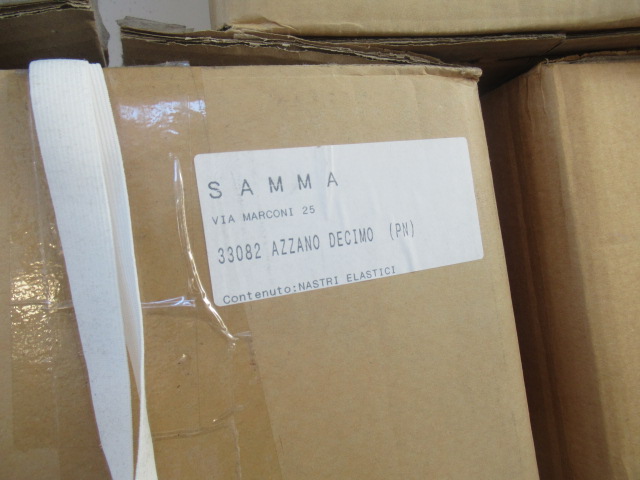 S A M M A
VIA MARCONI 25
33082 AZZANO DECIMO (PN)
Contenuto:NASTRI ELASTICI